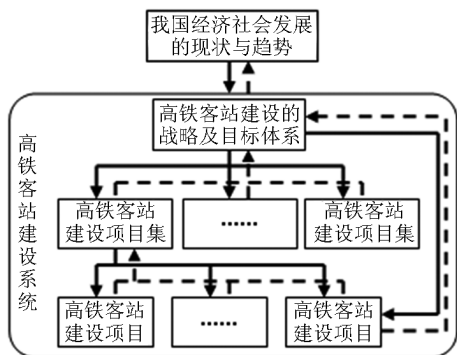 我国经济社会发展
的现状与趋势
高铁客站建设的
战略及目标体系
高铁客站建设系统
高铁客站
建设项目集
......
高铁客站
建设项目集
高铁客站
建设项目
......
高铁客站
建设项目